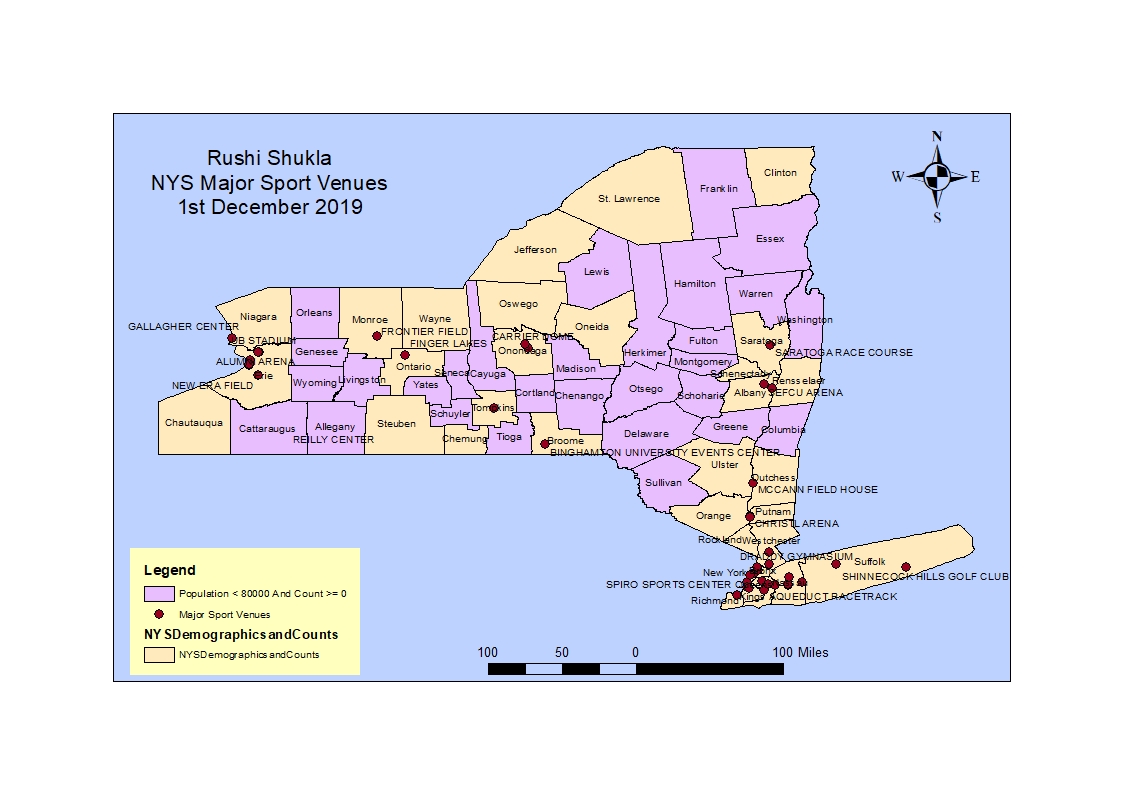 Rushi Shukla
NYS Major Sport Venues
1st December 2019
N
W E
S
Clinton
Franklin
St. Lawrence
Essex
Jefferson
Lewis
Hamilton
Warren
Oswego
Washington
Niagara
Orleans
Monroe
Wayne
Oneida
GALLAGHER CENTER
FRONTIER FIELD
CARRIER DOME
UB STADIUM
FINGER LAKES
Fulton
Saratoga
Genesee
Onondaga
Herkimer
SARATOGA RACE COURSE
ALUMNI ARENA
Ontario
Seneca
Cayuga
Madison
Montgomery
Schenectady
Erie
NEW ERA FIELD
Wyoming
Livingston
Yates
Cortland
Chenango
Otsego
Schoharie
Albany
Rensselaer
SEFCU ARENA
Tompkins
Schuyler
Chautauqua
Cattaraugus
Allegany
Steuben
REILLY CENTER
Chemung
Tioga
Broome
Delaware
Greene
Columbia
BINGHAMTON UNIVERSITY EVENTS CENTER
Ulster
Sullivan
Dutchess
MCCANN FIELD HOUSE
Orange
Putnam
CHRISTL ARENA
Rockland
Westchester
DRADDY GYMNASIUM
Suffolk
New York
Bronx
SHINNECOCK HILLS GOLF CLUB
SPIRO SPORTS CENTER
Kings
AQUEDUCT RACETRACK
Richmond
Legend
Population < 80000 And Count >= 0
Major Sport Venues
NYSDemographicsandCounts
NYSDemographicsandCounts
100 50 0 100 Miles